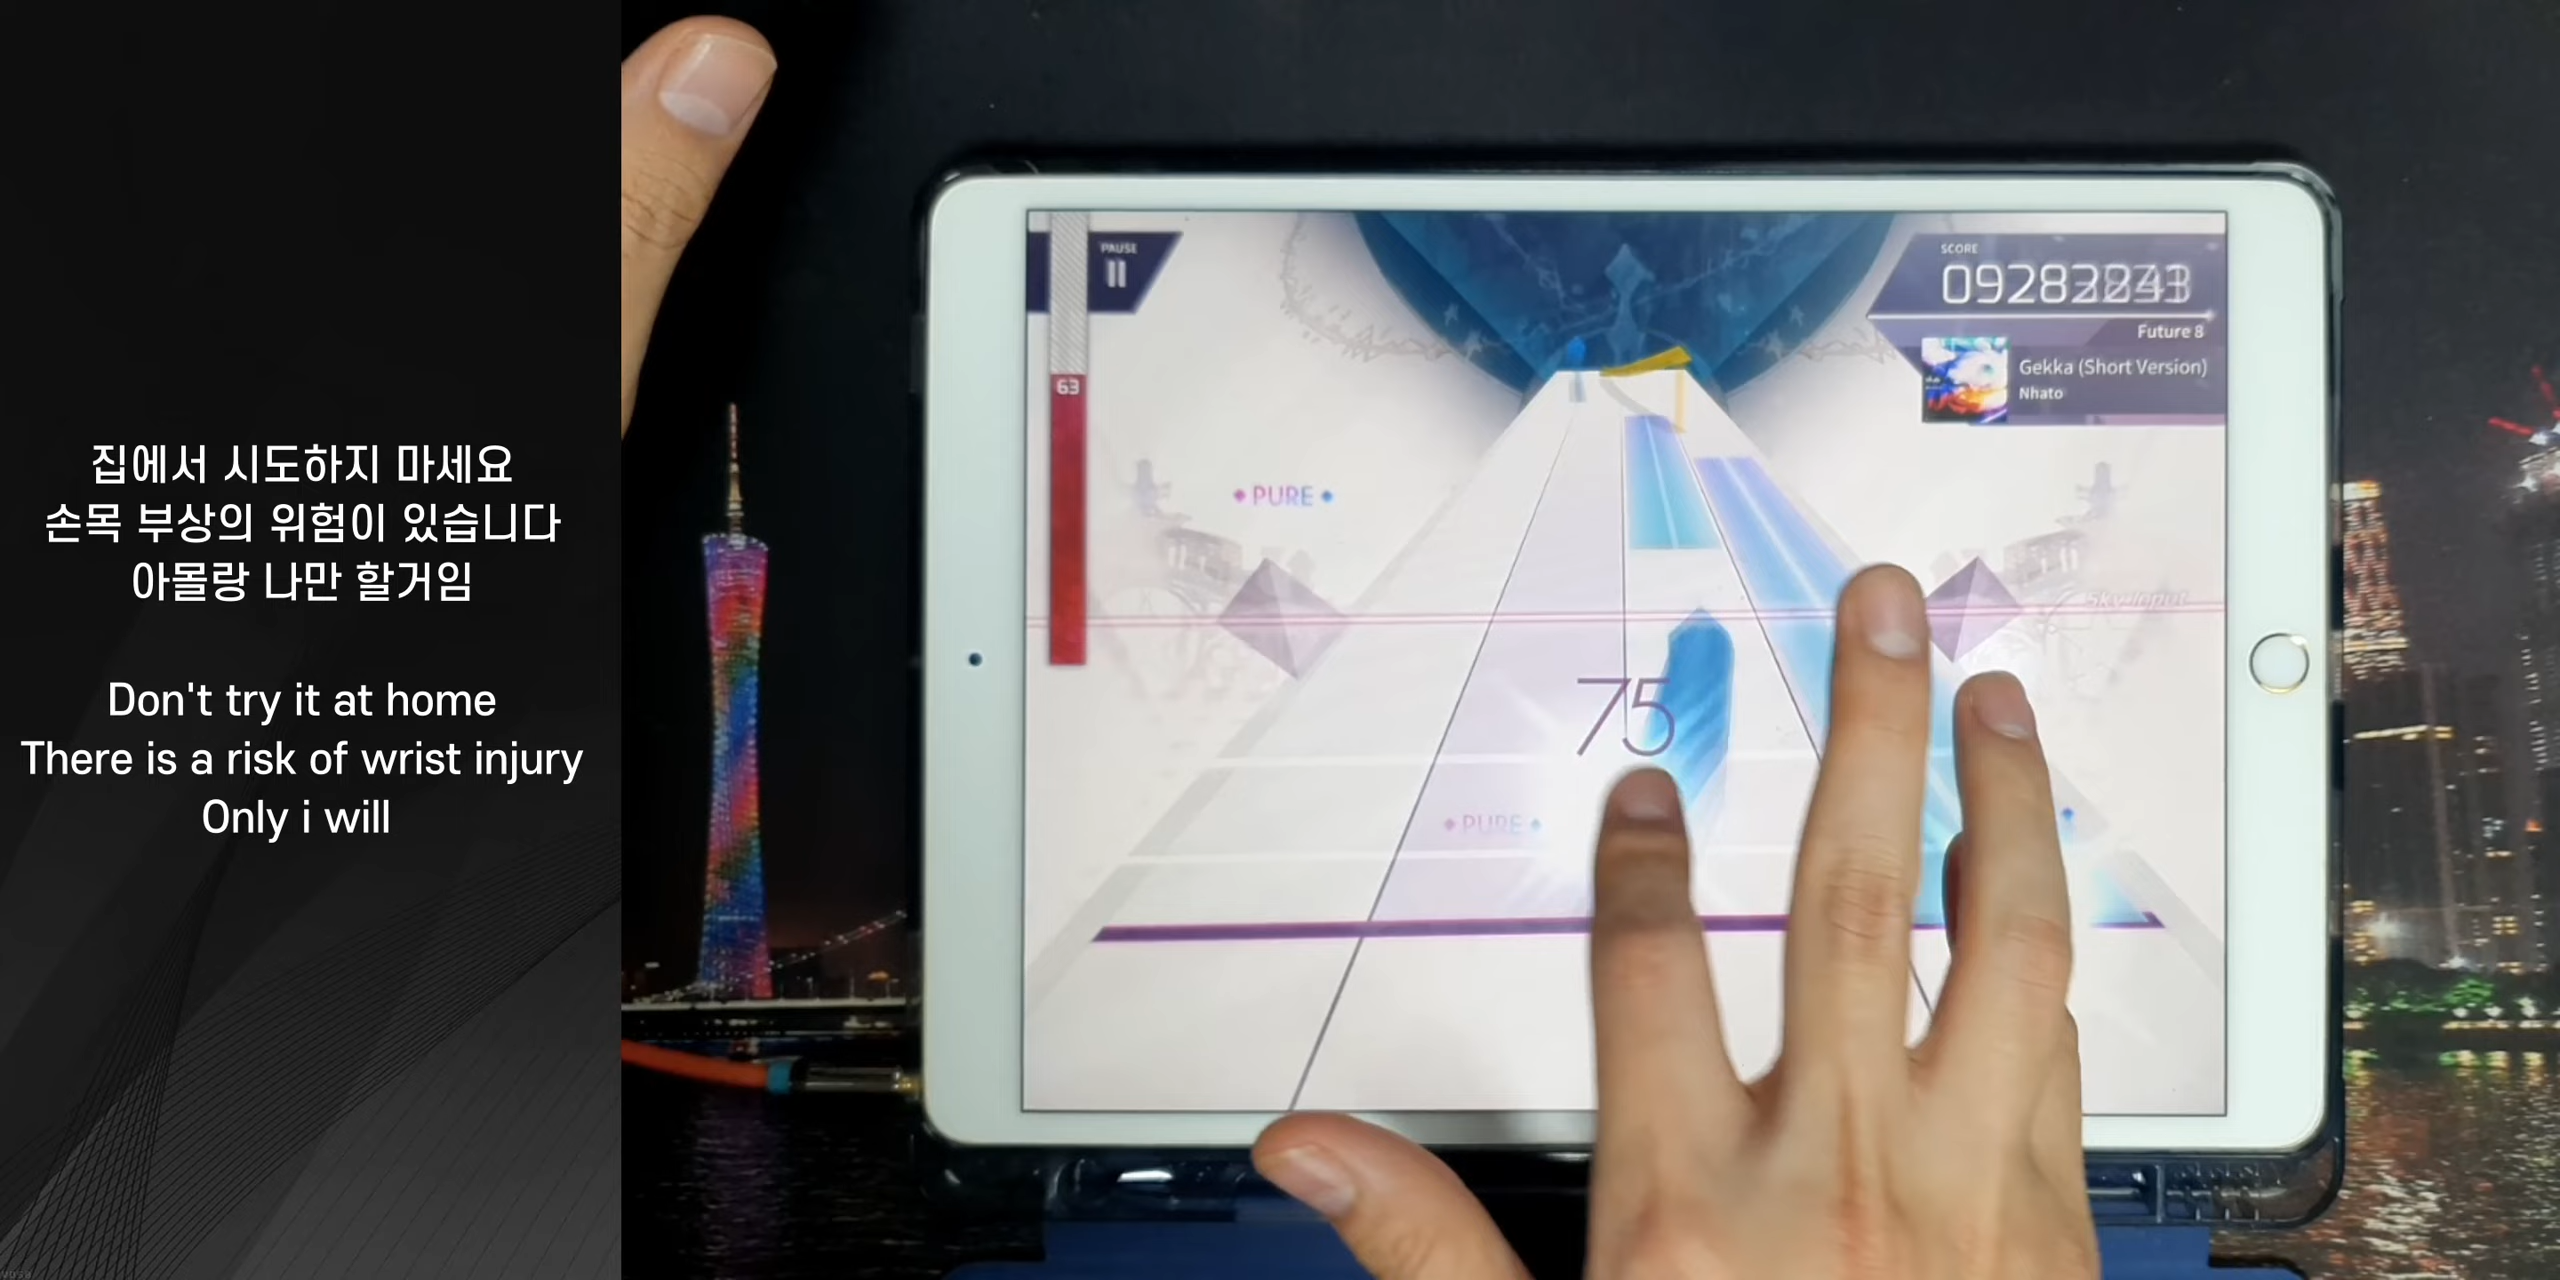 집에서 시도하지 마세요
손목 부상의 위험이 있습니다
아몰랑 나만 할거임
Don't try it at home
There is a risk of wrist injury
Only i will
PAUSE
63
SCORE
Future 8
Gekka (Short Version)
Nhato
PURE
Sky Input
75
PURE